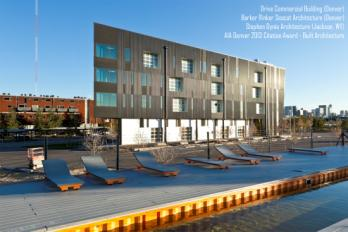 Drive Commercial Building (Denver)
Barker Rinker Seacat Architecture (Denver)
Stephen Dynia Architecture (Jackson, WY)
AIA Denver 2013 Citation Award - Built Architecture